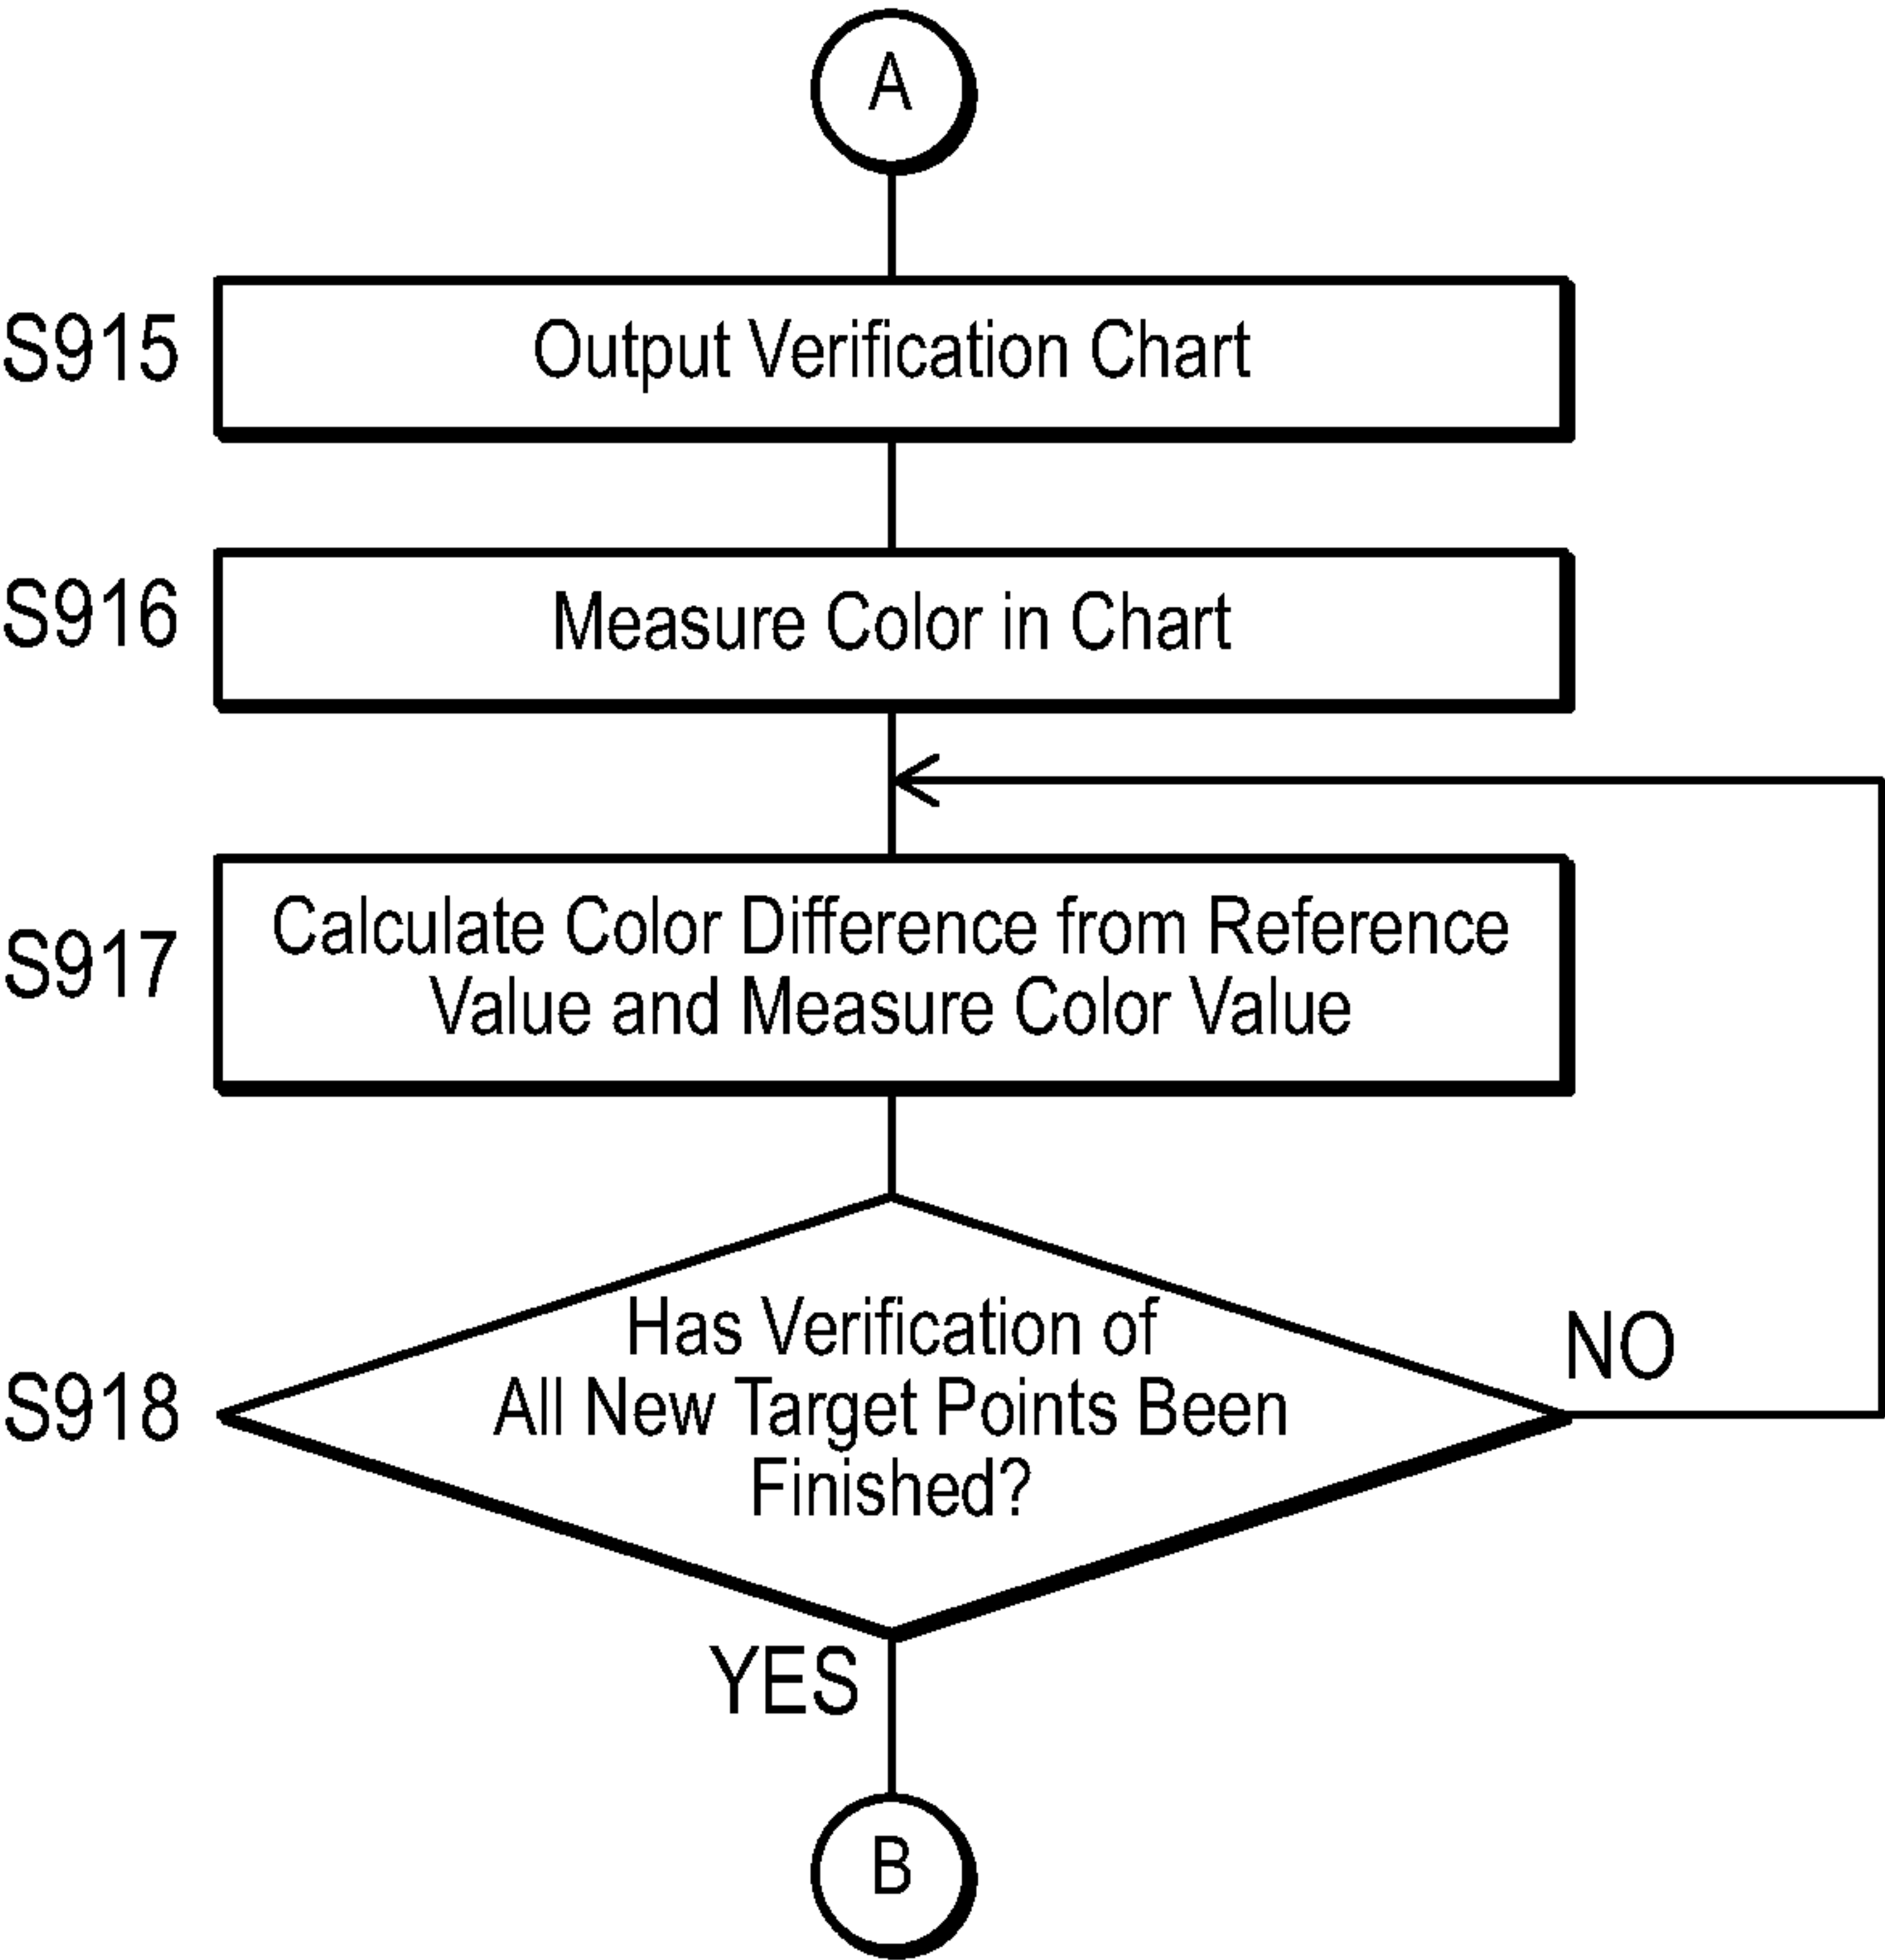 A
S915
Output Verification Chart
S916
Measure Color in Chart
S917
Calculate Color Difference from Reference
Value and Measure Color Value
S918
Has Verification of
All New Target Points Been
Finished?
NO
YES
B